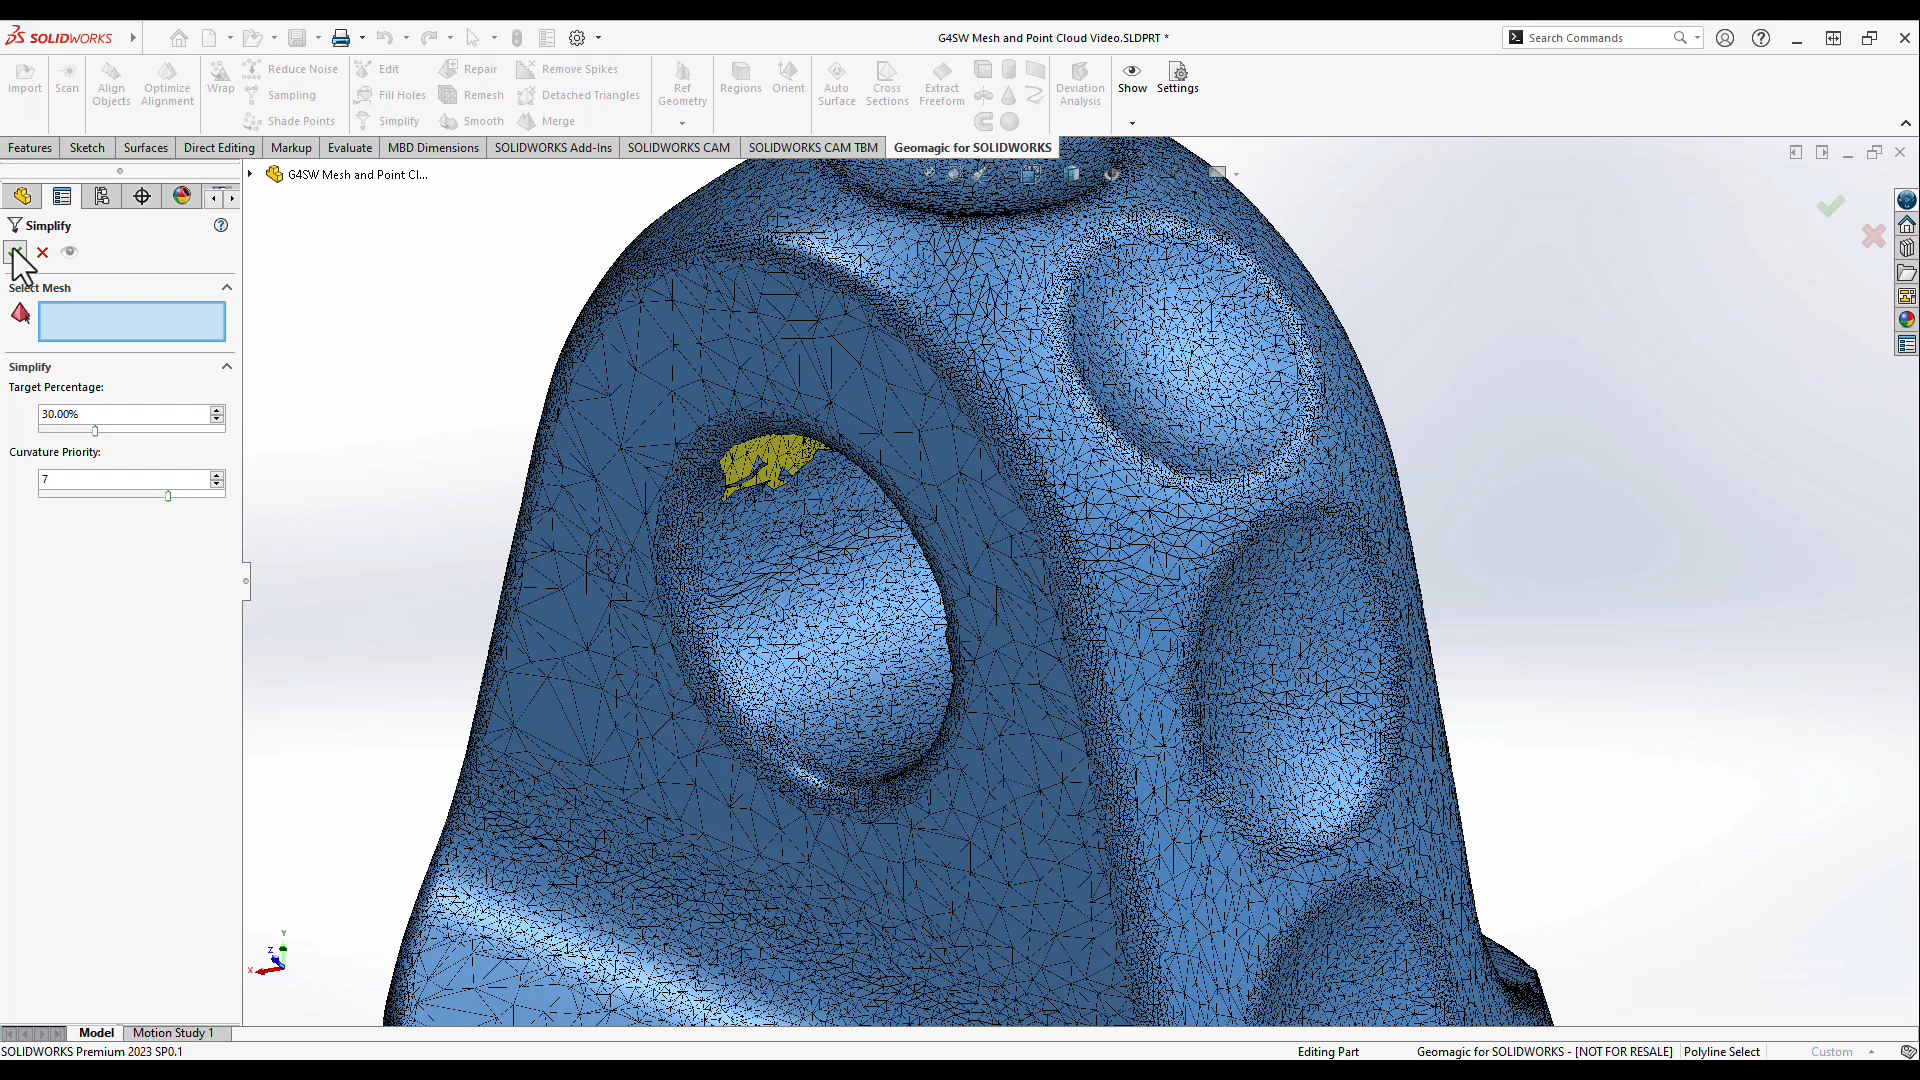 SOLIDWORKS
G4SW Mesh and Point Cloud Video.SLDPRT *
Search Commands
Import
Scan
Align Objects
Optimize Alignment
Wrap
Reduce Noise
Sampling
Shade Points
Edit
Fill Holes
Simplify
Repair
Remesh
Smooth
Remove Spikes
Detached Triangles
Merge
Ref Geometry
Regions
Orient
Auto Surface
Cross Sections
Extract Freeform
Deviation Analysis
Show
Settings
Features
Sketch
Surfaces
Direct Editing
Markup
Evaluate
MBD Dimensions
SOLIDWORKS Add-Ins
SOLIDWORKS CAM
SOLIDWORKS CAM TBM
Geomagic for SOLIDWORKS
G4SW Mesh and Point Cl...
Simplify
Select Mesh
Simplify
Target Percentage:
30.00%
Curvature Priority:
7
Y
Z
X
Model
Motion Study 1
SOLIDWORKS Premium 2023 SP0.1
Editing Part
Geomagic for SOLIDWORKS - [NOT FOR RESALE]
Polyline Select
Custom